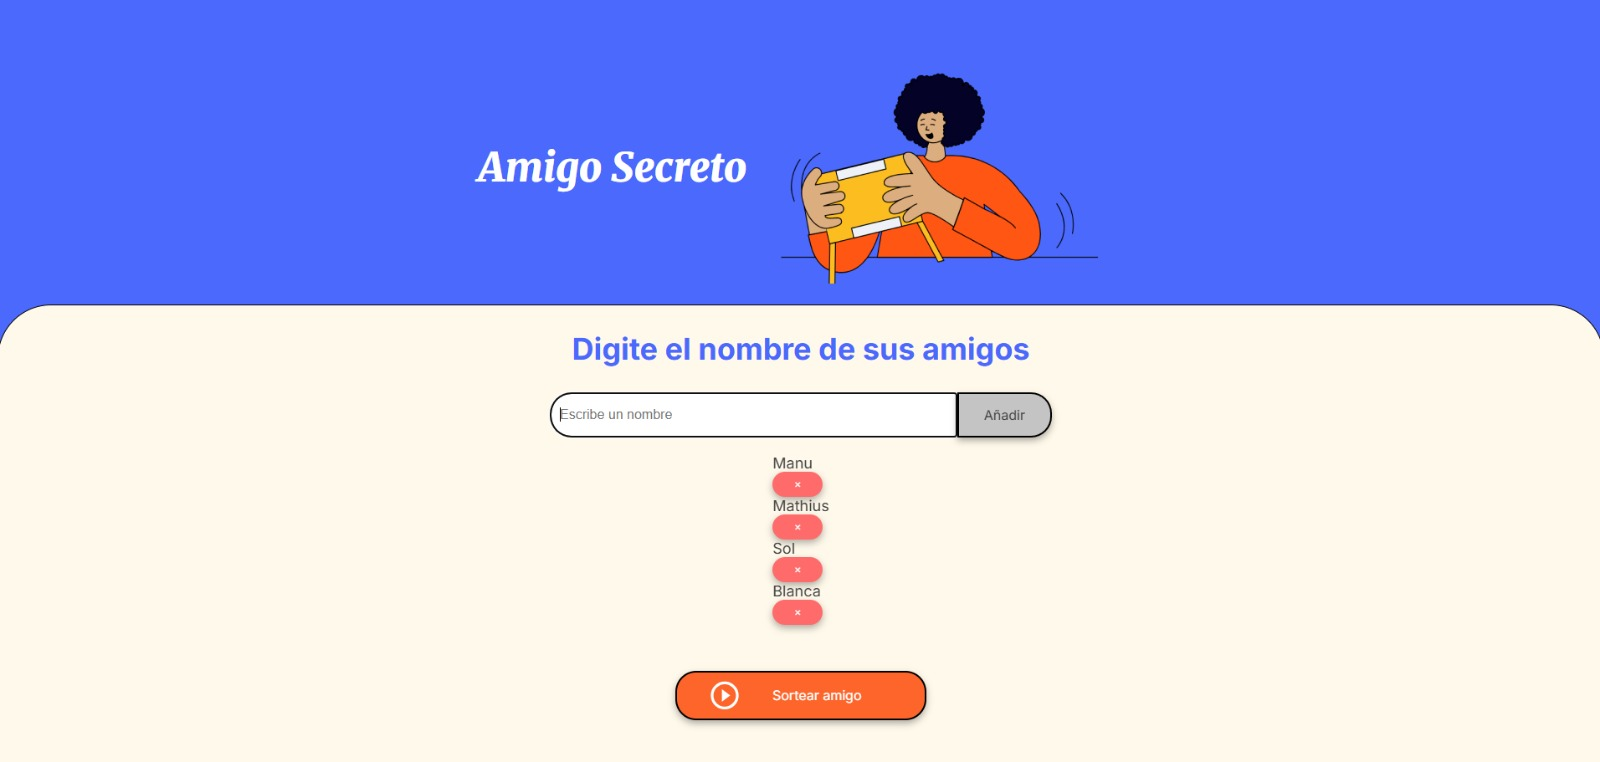 Amigo Secreto
Digite el nombre de sus amigos
Escribe un nombre
Añadir
Manu
×
Mathius
×
Sol
×
Blanca
×
Sortear amigo